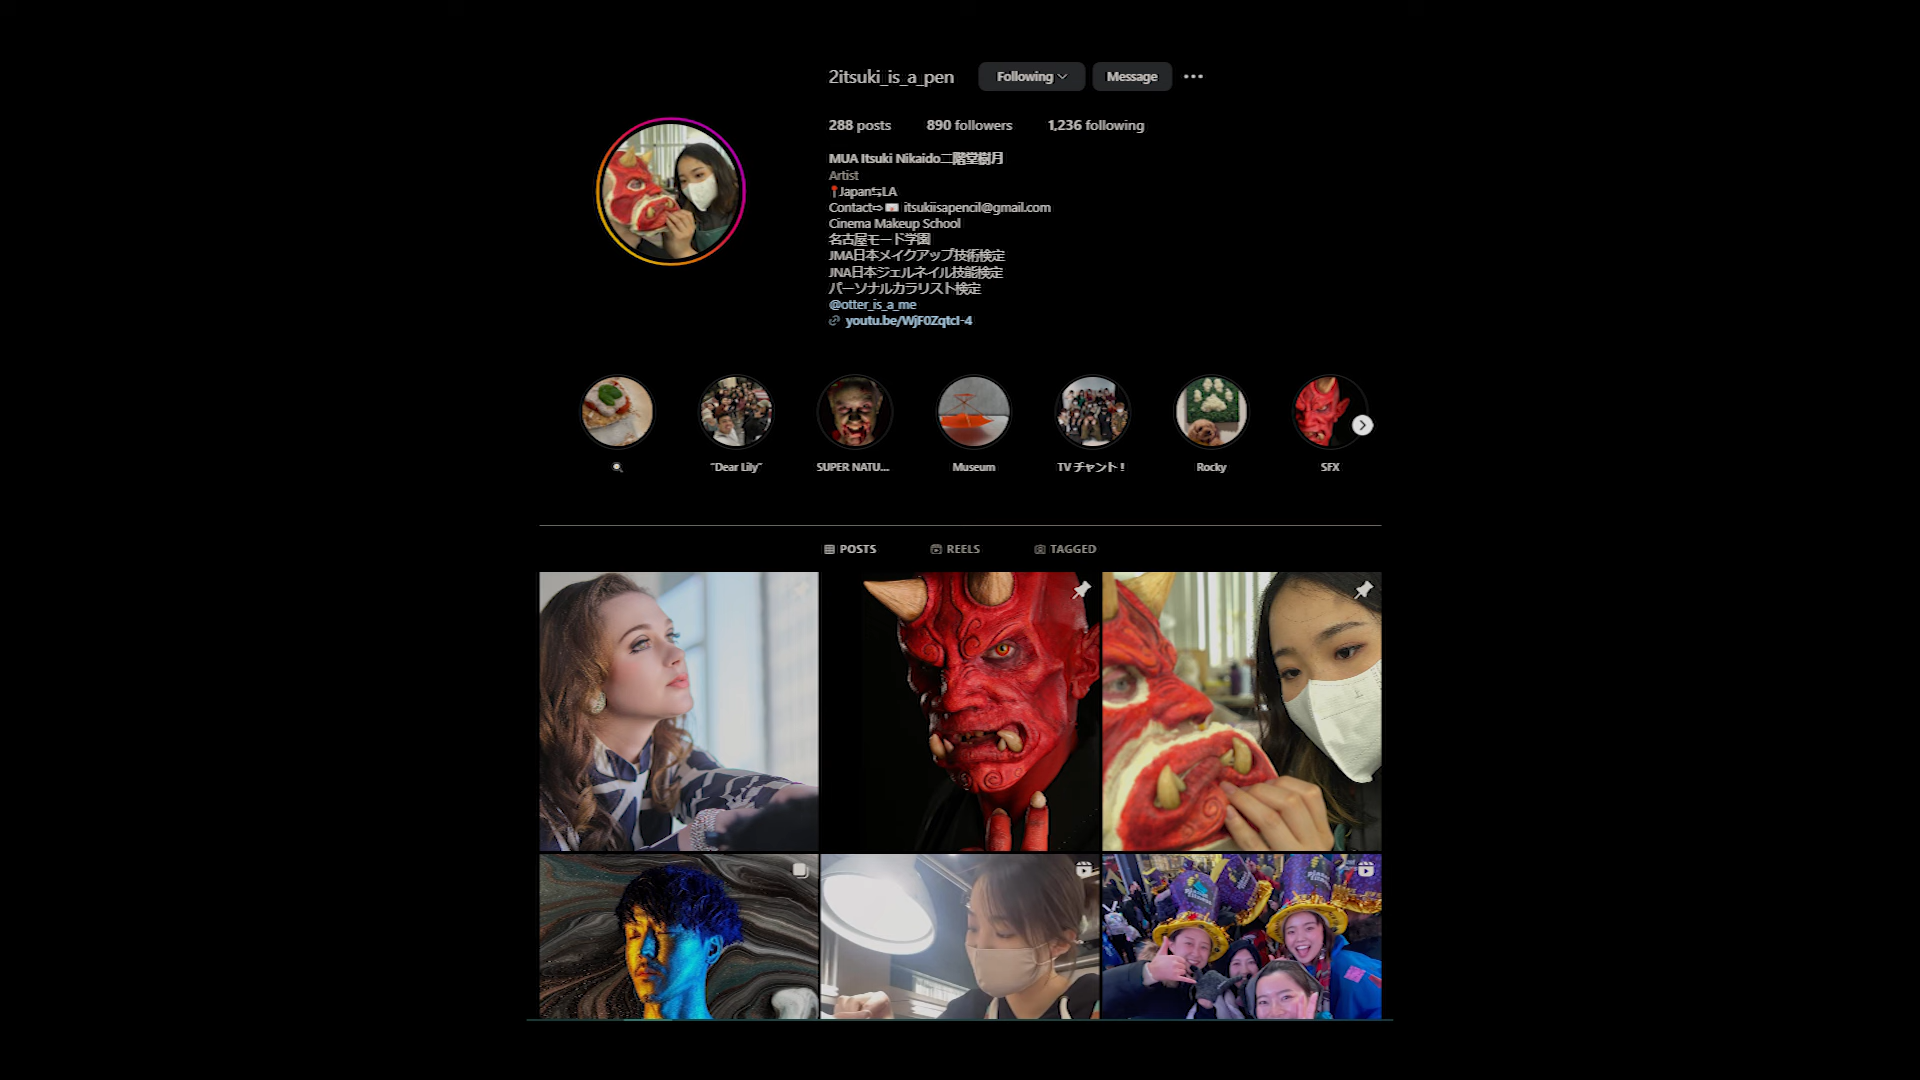 2itsuki_is_a_pen Following Message
288 posts 890 followers 1,236 following
MUA Itsuki Nikaido二階堂樹月
Artist
📍Japan⇆LA
Contact⇨💌 itsukiisapencil@gmail.com
Cinema Makeup School
名古屋モード学園
JMA日本メイクアップ技術検定
JNA日本ジェルネイル技能検定
パーソナルカラリスト検定
@otter_is_a_me
youtu.be/WjF0ZqtcI-4
🔍 "Dear Lily" SUPER NATU... Museum TV チャント！ Rocky SFX
POSTS REELS TAGGED